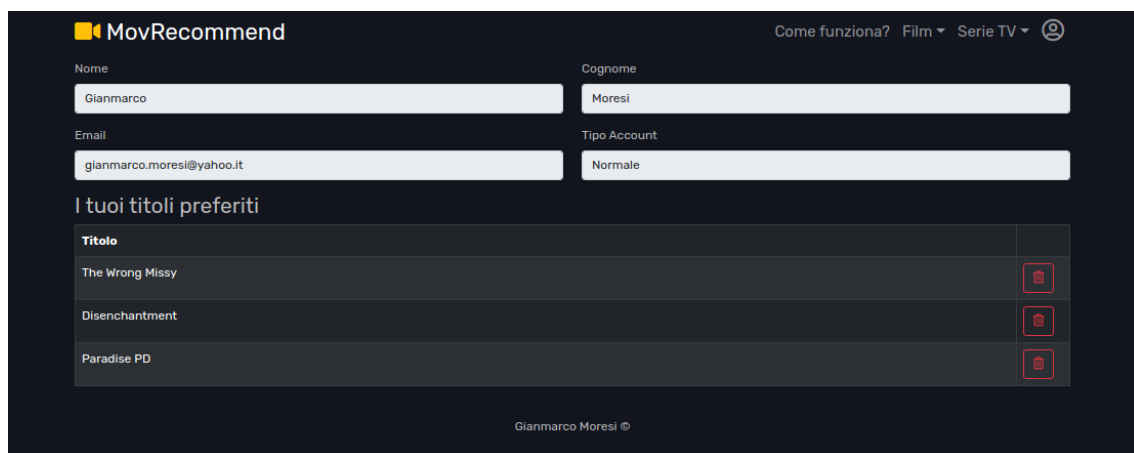 MovRecommend
Come funziona? Film Serie TV
Nome
Cognome
Gianmarco
Moresi
Email
Tipo Account
gianmarco.moresi@yahoo.it
Normale
I tuoi titoli preferiti
Titolo
The Wrong Missy
Disenchantment
Paradise PD
Gianmarco Moresi ©